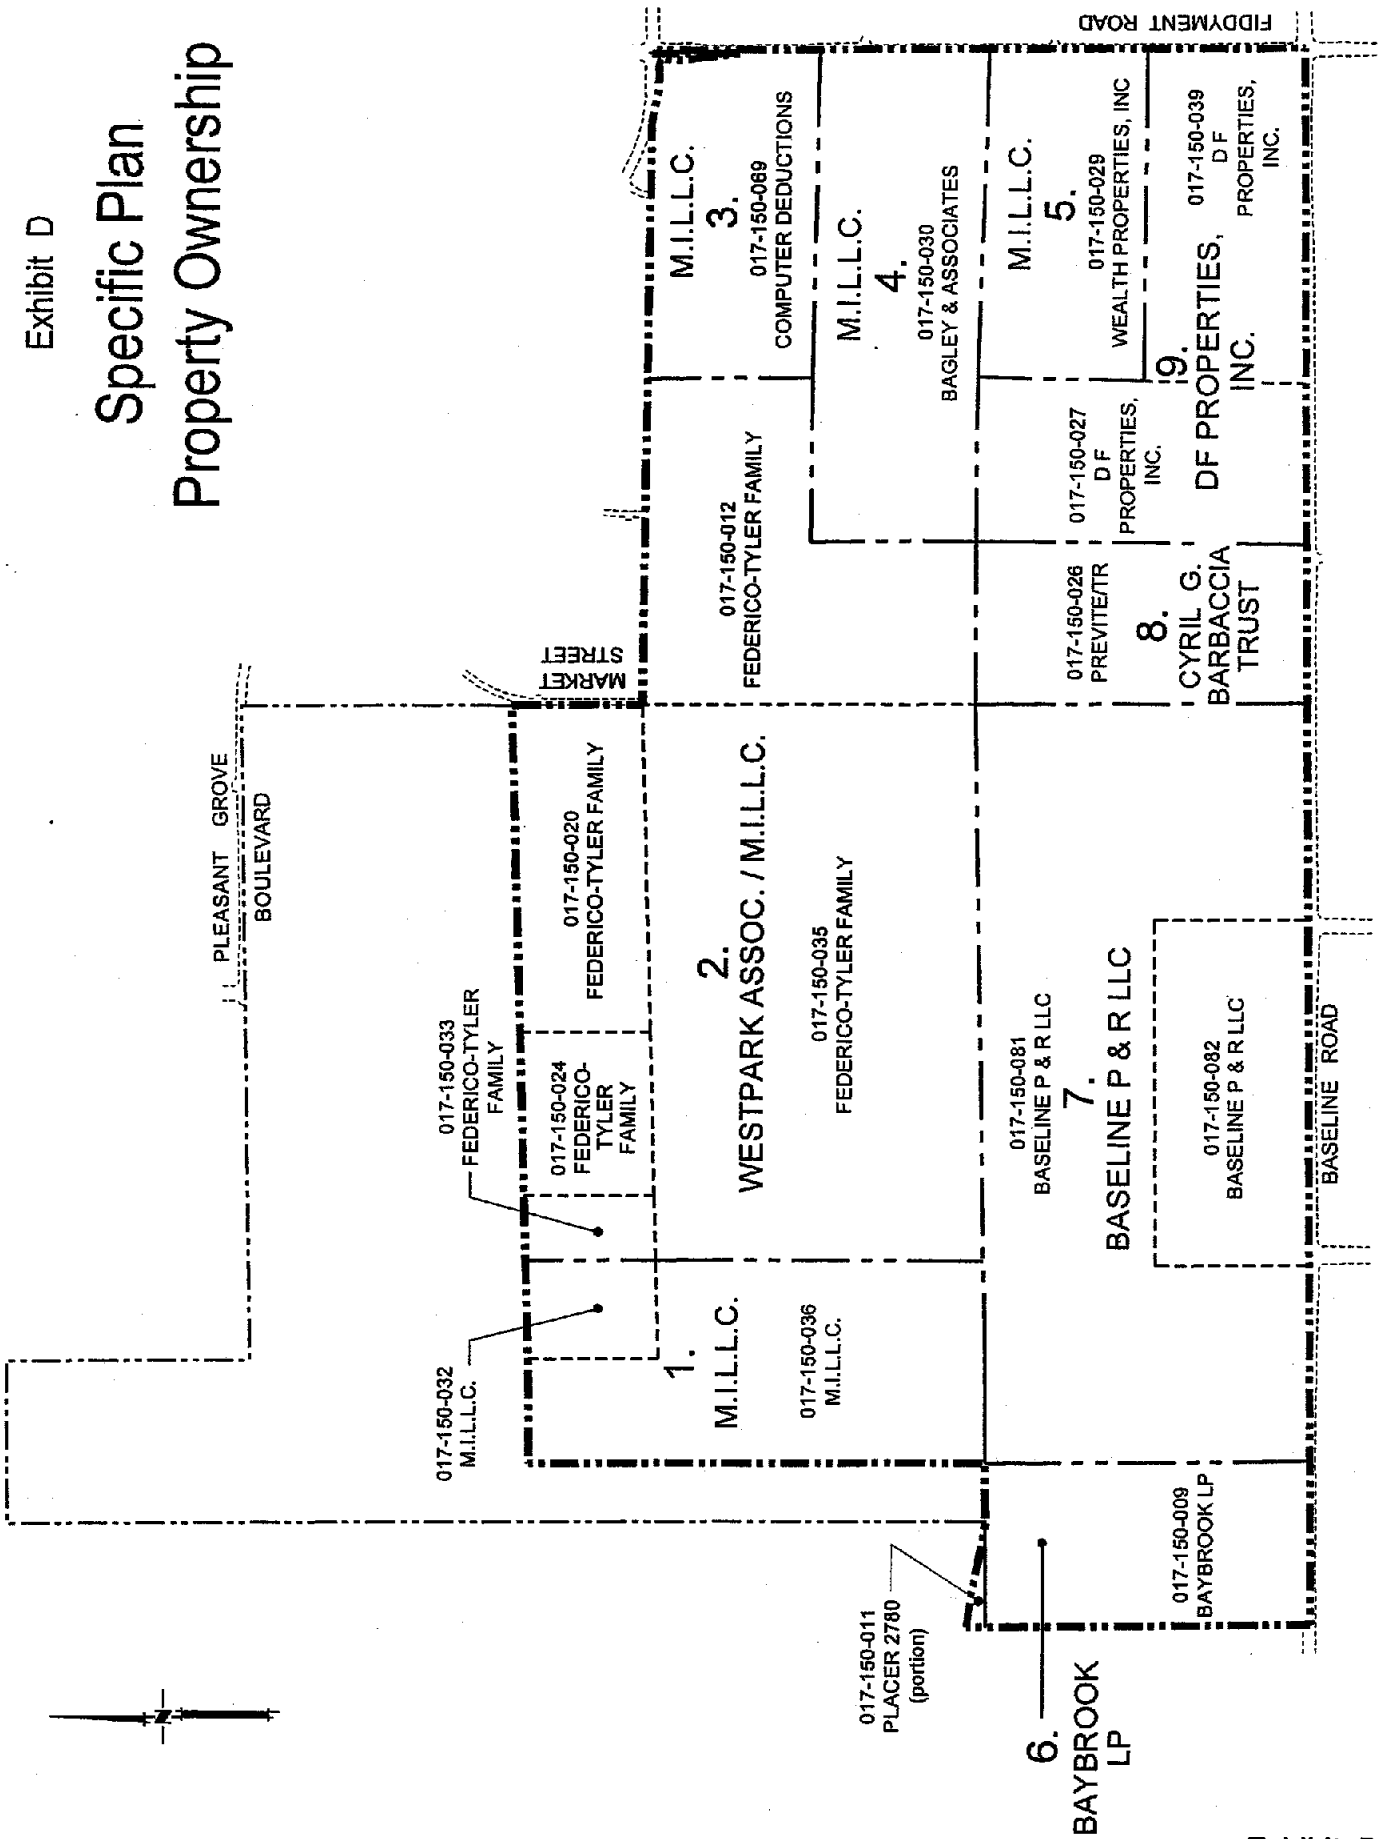 Exhibit D
Specific Plan
Property Ownership
PLEASANT GROVE
BOULEVARD
MARKET
STREET
FIDDYMENT ROAD
BASELINE ROAD
N
017-150-032
M.I.L.L.C.
017-150-033
FEDERICO-TYLER
FAMILY
017-150-024
FEDERICO-
TYLER
FAMILY
017-150-020
FEDERICO-TYLER FAMILY
1.
M.I.L.L.C.
017-150-036
M.I.L.L.C.
2.
WESTPARK ASSOC. / M.I.L.L.C.
017-150-035
FEDERICO-TYLER FAMILY
017-150-012
FEDERICO-TYLER FAMILY
M.I.L.L.C.
3.
017-150-069
COMPUTER DEDUCTIONS
M.I.L.L.C.
4.
017-150-030
BAGLEY & ASSOCIATES
M.I.L.L.C.
5.
017-150-029
WEALTH PROPERTIES, INC
017-150-011
PLACER 2780
(portion)
6.
BAYBROOK
LP
017-150-009
BAYBROOK LP
017-150-081
BASELINE P & R LLC
7.
BASELINE P & R LLC
017-150-082
BASELINE P & R LLC
017-150-026
PREVITE/TR
8.
CYRIL G.
BARBACCIA
TRUST
017-150-027
D F
PROPERTIES,
INC.
9.
DF PROPERTIES,
INC.
017-150-039
D F
PROPERTIES,
INC.